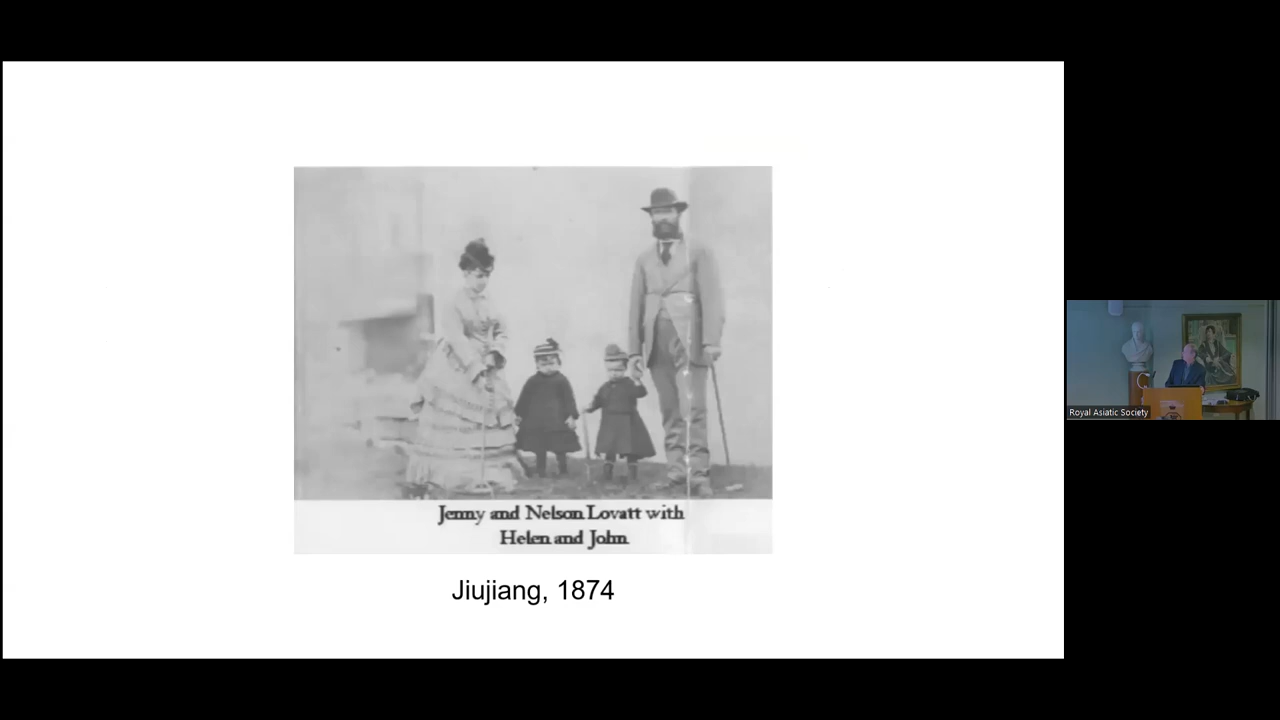 Jenny and Nelson Lovatt with
Helen and John
Jiujiang, 1874
Royal Asiatic Society